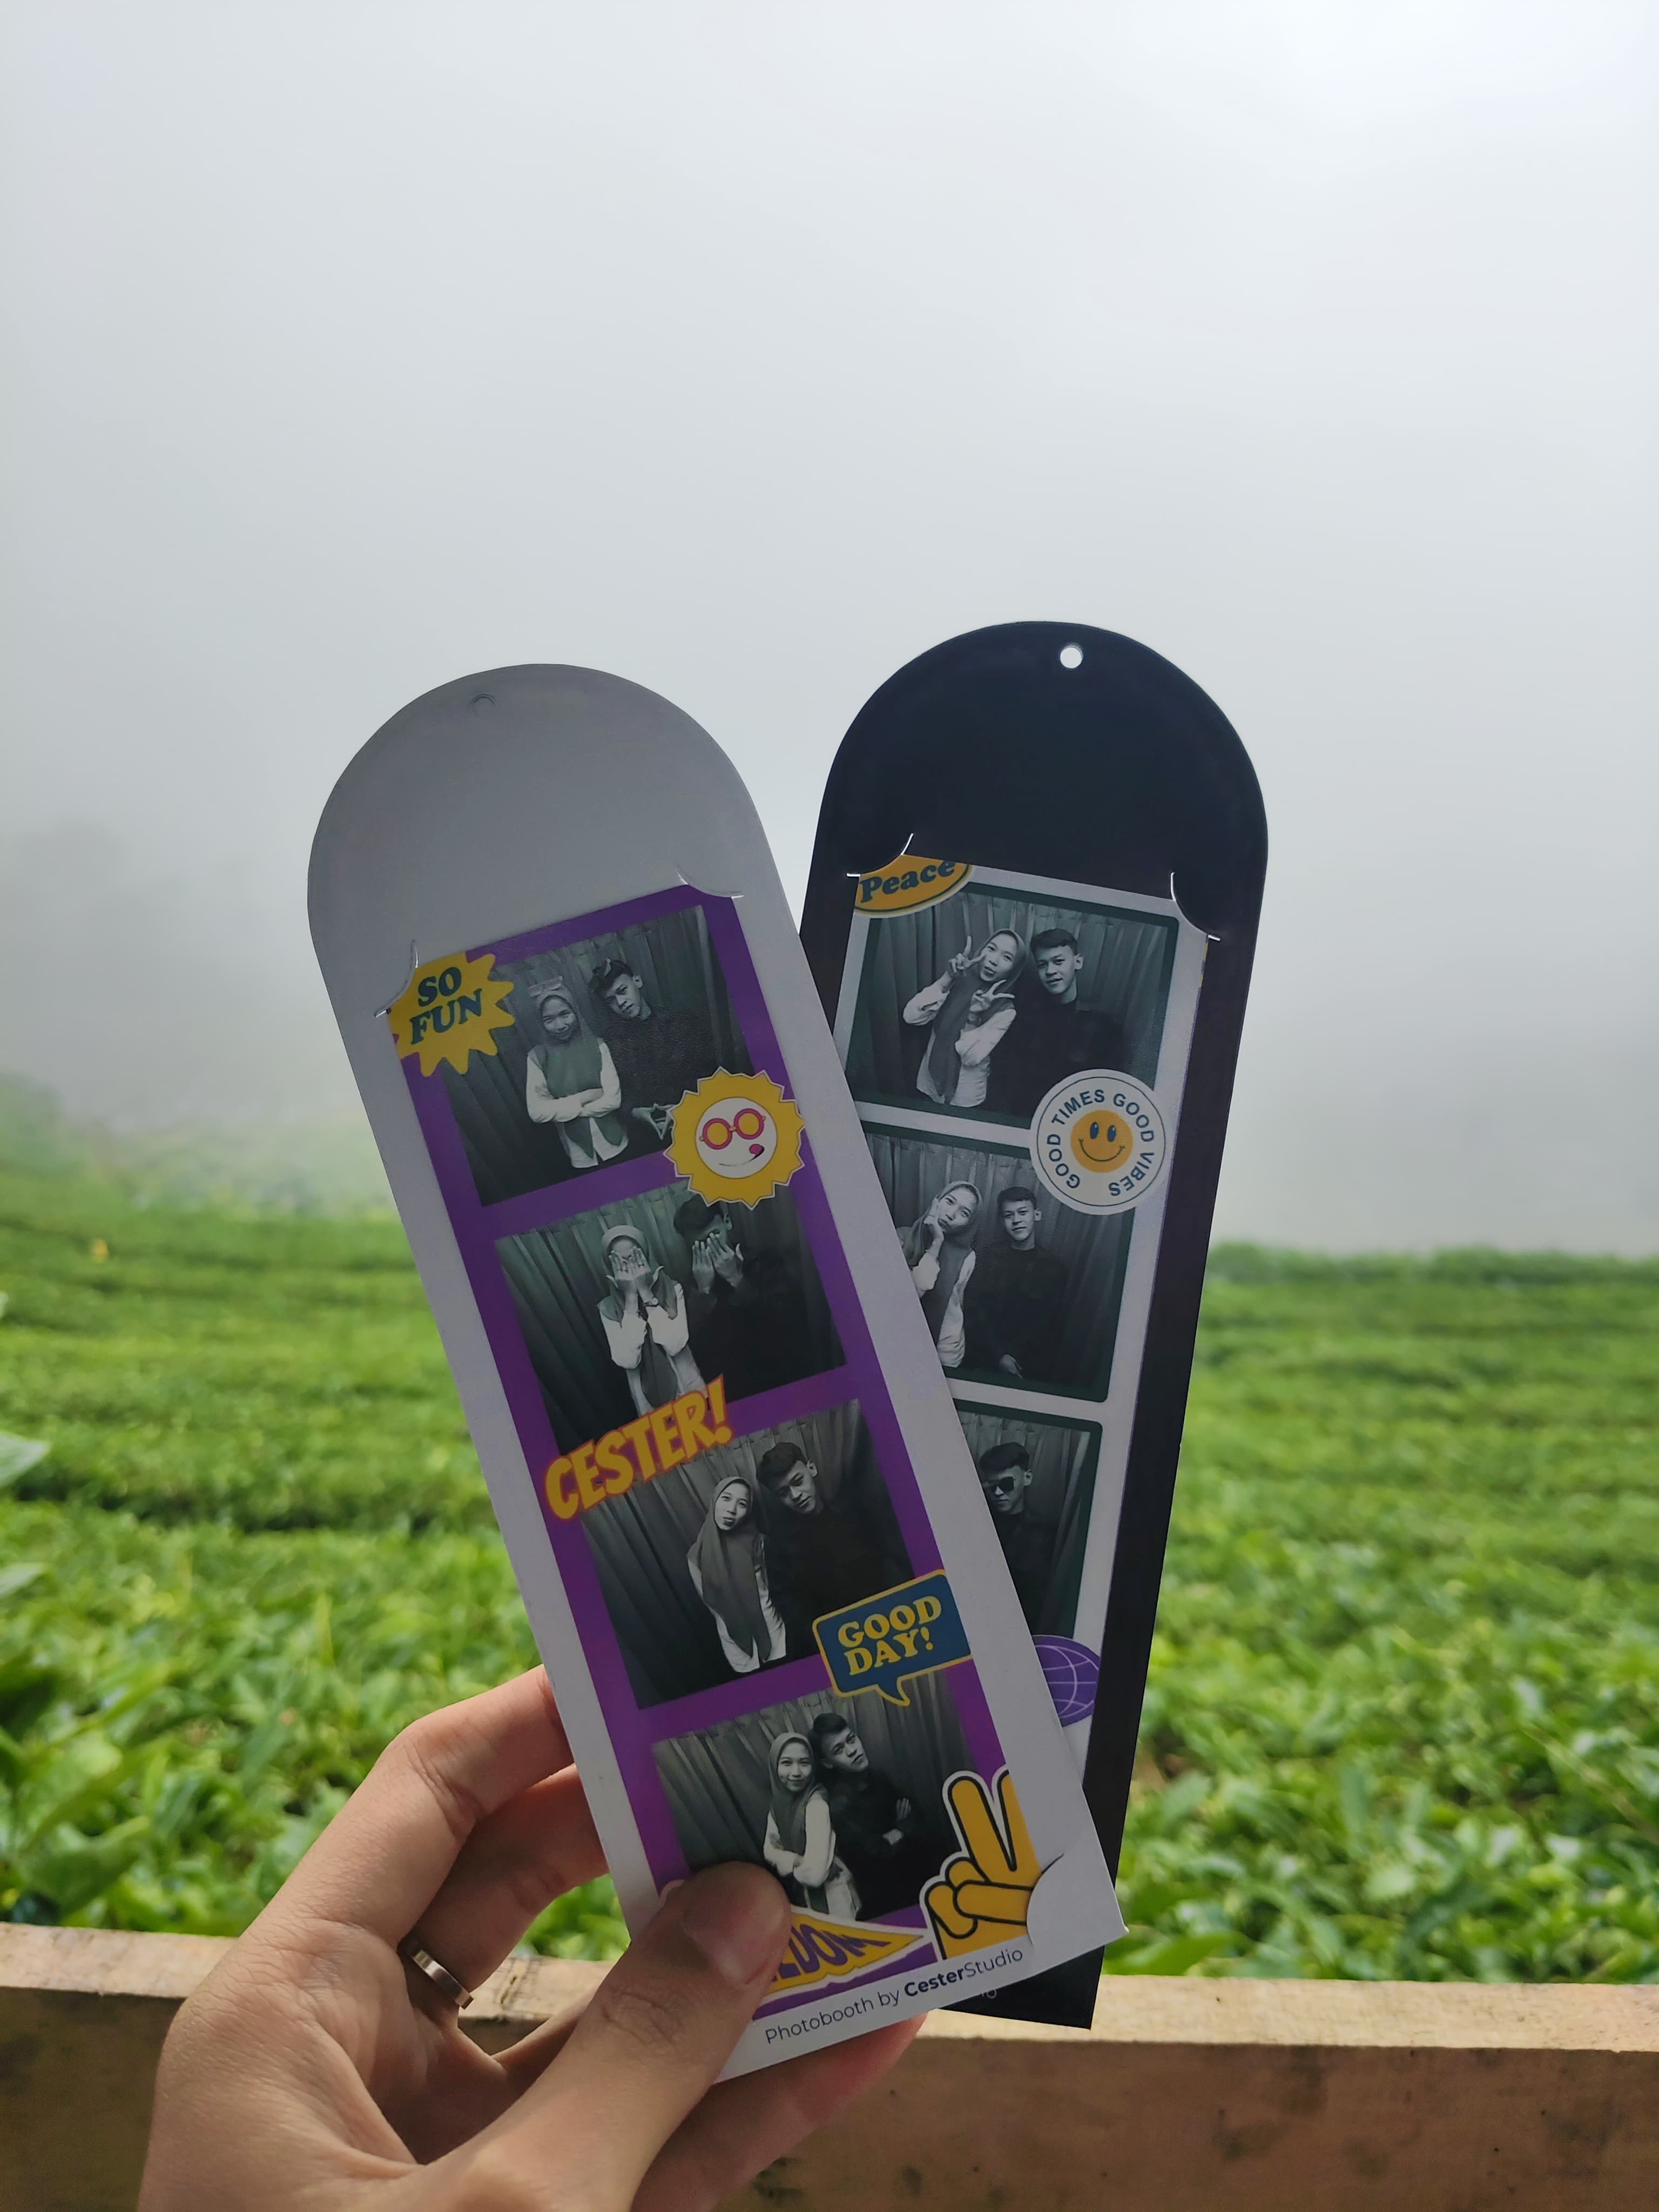 SO
FUN
CESTER!
GOOD
DAY!
Photobooth by CesterStudio
Peace
GOOD TIMES GOOD VIBES